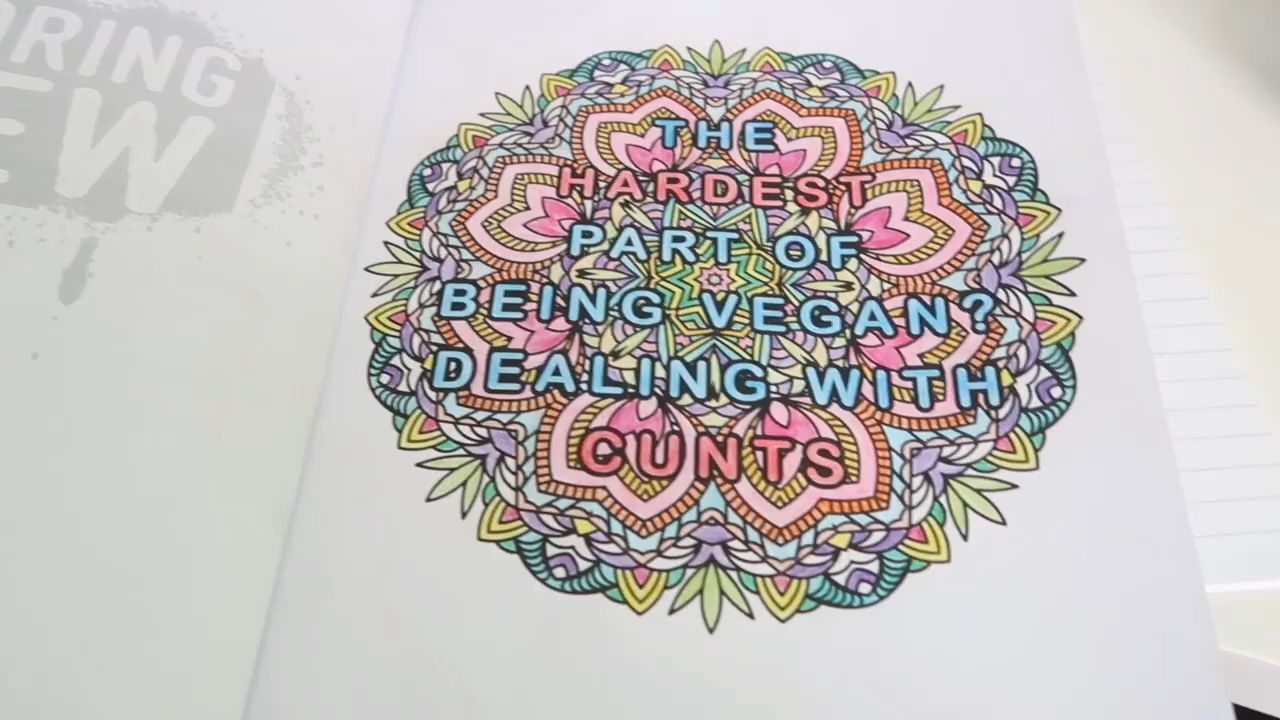 ORING
EW
THE
HARDEST
PART OF
BEING VEGAN?
DEALING WITH
CUNTS